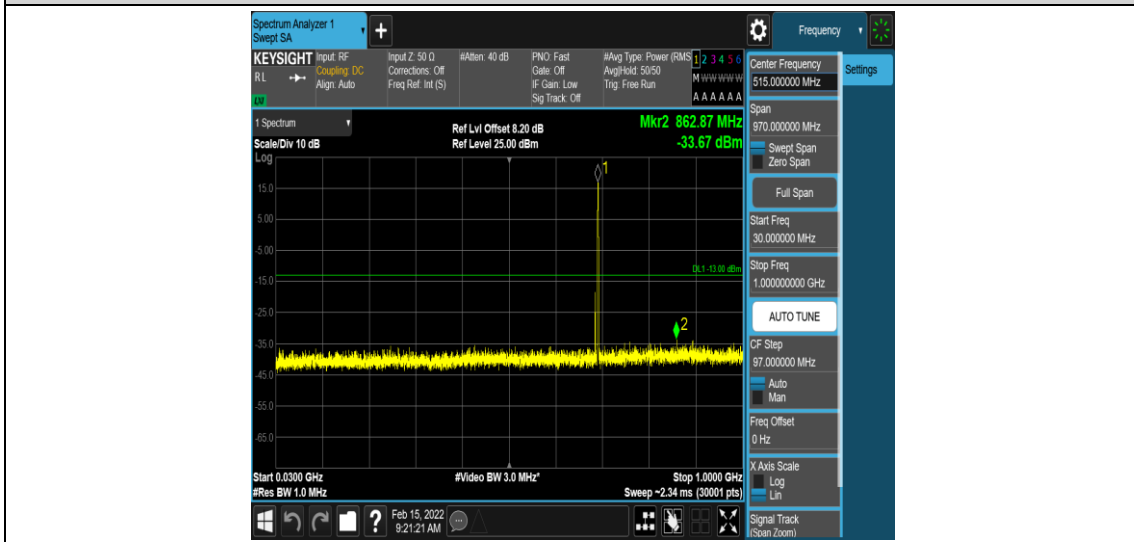 Spectrum Analyzer 1
Swept SA
+
Frequency
KEYSIGHT
RL
LXI
Input: RF
Coupling: DC
Align: Auto
Input Z: 50 Ω
Corrections: Off
Freq Ref: Int (S)
#Atten: 40 dB
PNO: Fast
Gate: Off
IF Gain: Low
Sig Track: Off
#Avg Type: Power (RMS
Avg|Hold: 50/50
Trig: Free Run
1 2 3 4 5 6
M W W W W W
A A A A A A
1 Spectrum
Scale/Div 10 dB
Log
Ref Lvl Offset 8.20 dB
Ref Level 25.00 dBm
Mkr2 862.87 MHz
-33.67 dBm
1
15.0
5.00
-5.00
DL1 -13.00 dBm
-15.0
-25.0
2
-35.0
-45.0
-55.0
-65.0
Start 0.0300 GHz
#Res BW 1.0 MHz
#Video BW 3.0 MHz*
Stop 1.0000 GHz
Sweep ~2.34 ms (30001 pts)
Feb 15, 2022
9:21:21 AM
Center Frequency
515.000000 MHz
Settings
Span
970.000000 MHz
Swept Span
Zero Span
Full Span
Start Freq
30.000000 MHz
Stop Freq
1.000000000 GHz
AUTO TUNE
CF Step
97.000000 MHz
Auto
Man
Freq Offset
0 Hz
X Axis Scale
Log
Lin
Signal Track
(Span Zoom)